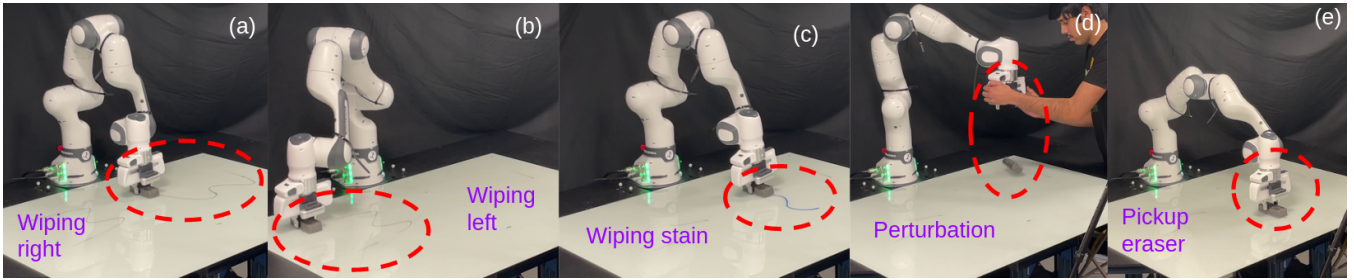 (a)
Wiping
right
(b)
Wiping
left
(c)
Wiping stain
(d)
Perturbation
(e)
Pickup
eraser